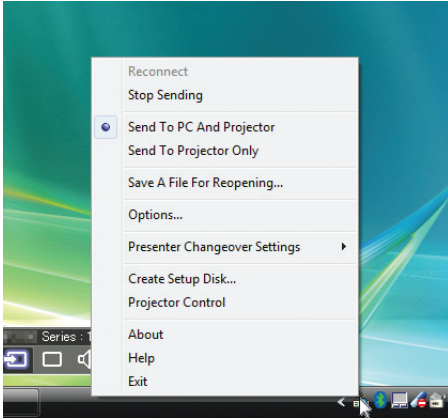 Reconnect
Stop Sending
Send To PC And Projector
Send To Projector Only
Save A File For Reopening...
Options...
Presenter Changeover Settings
Create Setup Disk...
Projector Control
Series :
About
Help
Exit